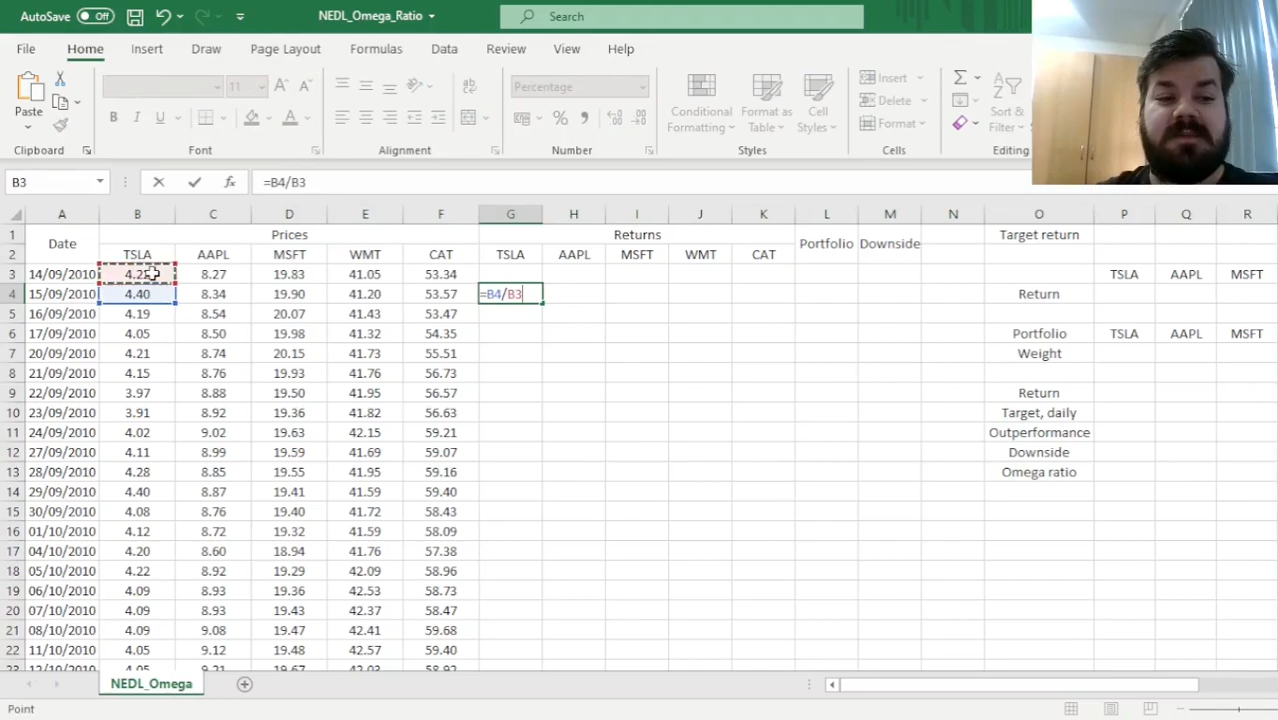 AutoSave Off NEDL_Omega_Ratio Search
File Home Insert Draw Page Layout Formulas Data Review View Help
Paste 11 Percentage Conditional Formatting Format as Table Cell Styles Insert Delete Format Sort & Filter
Clipboard Font Alignment Number Styles Cells Editing
B3 =B4/B3
A B C D E F G H I J K L M N O P Q R
1 Date Prices Returns Portfolio Downside Target return
2 TSLA AAPL MSFT WMT CAT TSLA AAPL MSFT WMT CAT
3 14/09/2010 8.27 19.83 41.05 53.34 TSLA AAPL MSFT
4 15/09/2010 4.40 8.34 19.90 41.20 53.57 =B4/B3 Return
5 16/09/2010 4.19 8.54 20.07 41.43 53.47
6 17/09/2010 4.05 8.50 19.98 41.32 54.35 Portfolio TSLA AAPL MSFT
7 20/09/2010 4.21 8.74 20.15 41.73 55.51 Weight
8 21/09/2010 4.15 8.76 19.93 41.76 56.73
9 22/09/2010 3.97 8.88 19.50 41.95 56.57 Return
10 23/09/2010 3.91 8.92 19.36 41.82 56.63 Target, daily
11 24/09/2010 4.02 9.02 19.63 42.15 59.21 Outperformance
12 27/09/2010 4.11 8.99 19.59 41.69 59.07 Downside
13 28/09/2010 4.28 8.85 19.55 41.95 59.16 Omega ratio
14 29/09/2010 4.40 8.87 19.41 41.59 59.40
15 30/09/2010 4.08 8.76 19.40 41.72 58.43
16 01/10/2010 4.12 8.72 19.32 41.59 58.09
17 04/10/2010 4.20 8.60 18.94 41.76 57.38
18 05/10/2010 4.22 8.92 19.29 42.09 58.96
19 06/10/2010 4.09 8.93 19.36 42.53 58.73
20 07/10/2010 4.09 8.93 19.43 42.37 58.47
21 08/10/2010 4.09 9.08 19.47 42.41 59.68
22 11/10/2010 4.05 9.12 19.48 42.57 59.40
NEDL_Omega
Point